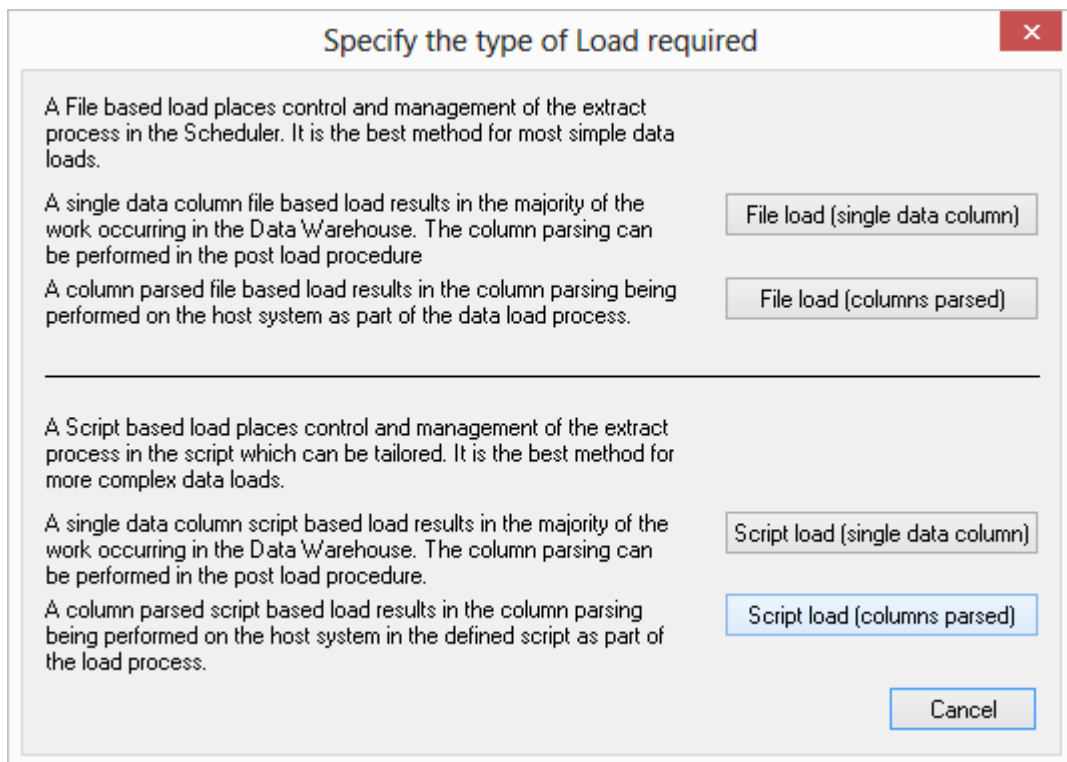 Specify the type of Load required
A File based load places control and management of the extract
process in the Scheduler. It is the best method for most simple data
loads.
A single data column file based load results in the majority of the
work occurring in the Data Warehouse. The column parsing can
be performed in the post load procedure
File load (single data column)
A column parsed file based load results in the column parsing being
performed on the host system as part of the data load process.
File load (columns parsed)
A Script based load places control and management of the extract
process in the script which can be tailored. It is the best method for
more complex data loads.
A single data column script based load results in the majority of the
work occurring in the Data Warehouse. The column parsing can
be performed in the post load procedure.
Script load (single data column)
A column parsed script based load results in the column parsing
being performed on the host system in the defined script as part of
the load process.
Script load (columns parsed)
Cancel